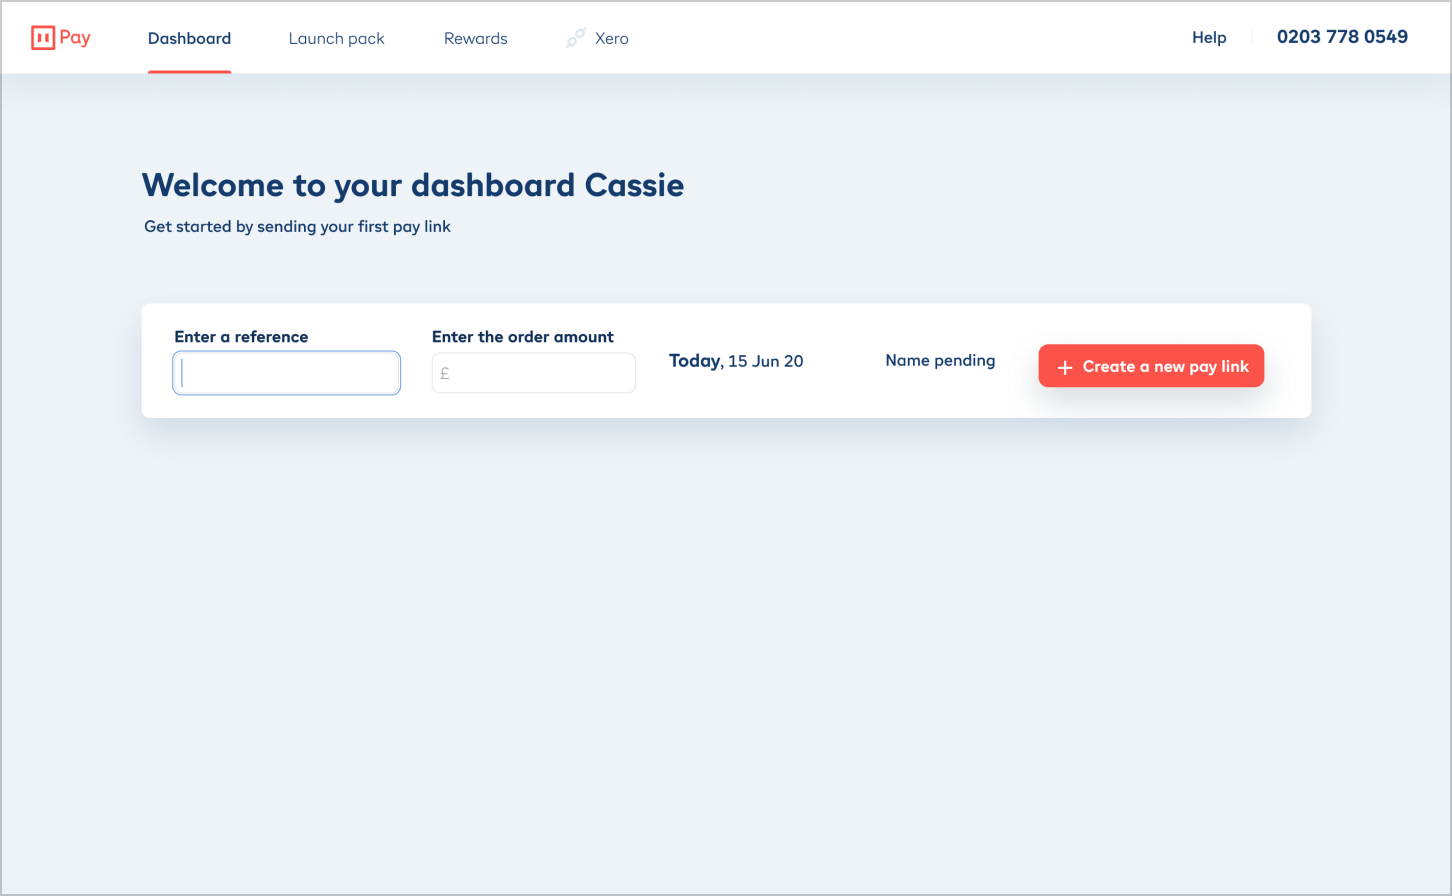 Pay
Dashboard
Launch pack
Rewards
Xero
Help
0203 778 0549
Welcome to your dashboard Cassie
Get started by sending your first pay link
Enter a reference
Enter the order amount
£
Today, 15 Jun 20
Name pending
+ Create a new pay link